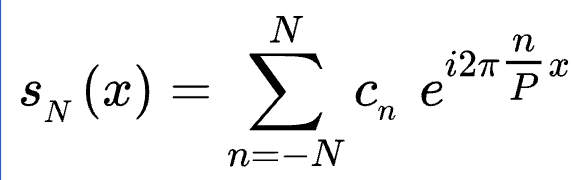 s_N(x) = \sum_{n=-N}^{N} c_n e^{i2\pi \frac{n}{P} x}